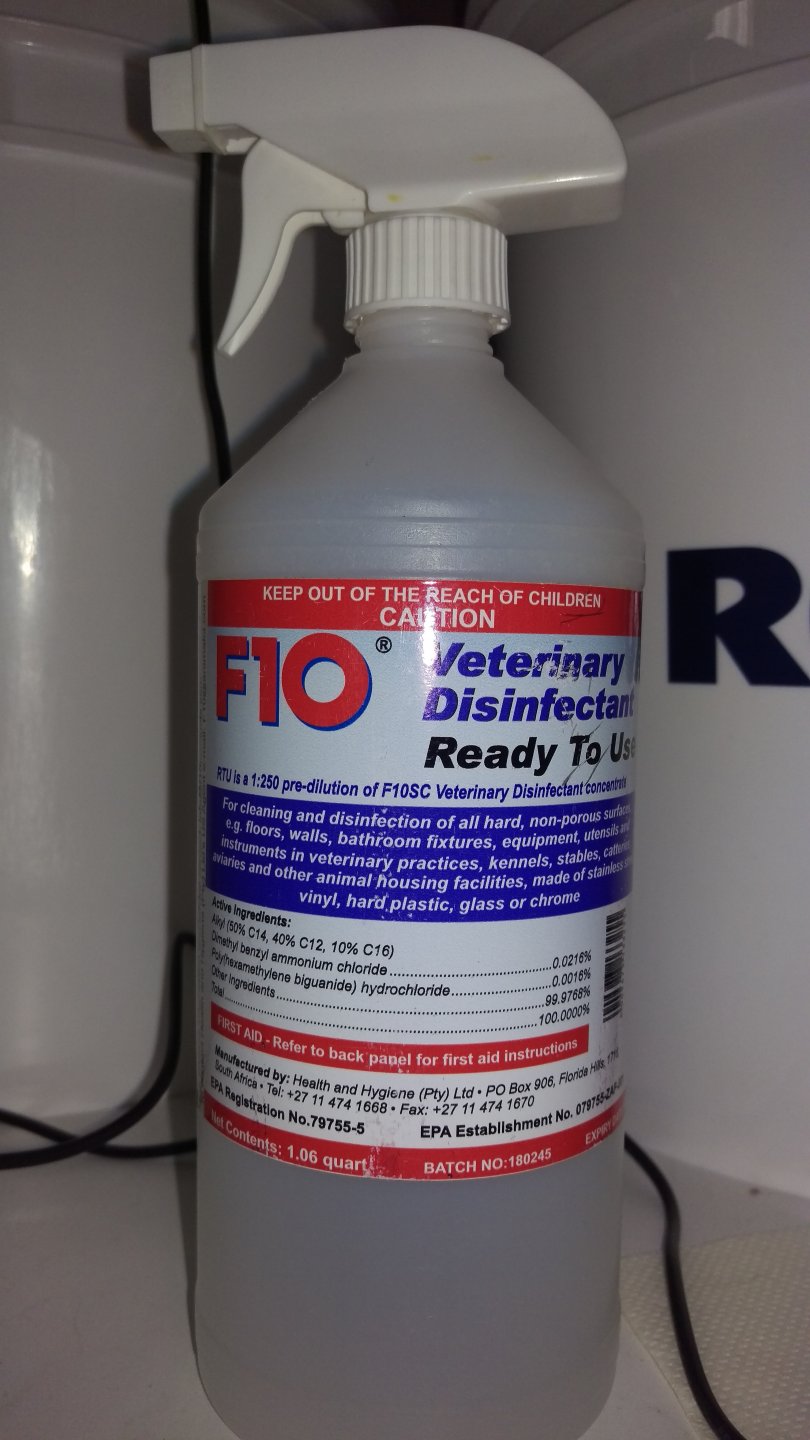 KEEP OUT OF THE REACH OF CHILDREN
CAUTION
F10®
Veterinary
Disinfectant
Ready To Use
RTU is a 1:250 pre-dilution of F10SC Veterinary Disinfectant concentrate
For cleaning and disinfection of all hard, non-porous surfaces
e.g. floors, walls, bathroom fixtures, equipment, utensils and
instruments in veterinary practices, kennels, stables, catteries,
aviaries and other animal housing facilities, made of stainless
vinyl, hard plastic, glass or chrome
Active Ingredients:
Alkyl (50% C14, 40% C12, 10% C16)
Dimethyl benzyl ammonium chloride ........ 0.0216%
Poly(hexamethylene biguanide) hydrochloride ........ 0.0016%
Other Ingredients ........ 99.9768%
Total ........ 100.0000%
FIRST AID - Refer to back panel for first aid instructions
Manufactured by: Health and Hygiene (Pty) Ltd • PO Box 906, Florida Hills,
South Africa • Tel: +27 11 474 1668 • Fax: +27 11 474 1670
EPA Registration No.79755-5
EPA Establishment No.
Net Contents: 1.06 quart
BATCH NO:180245
EXPIRY
R